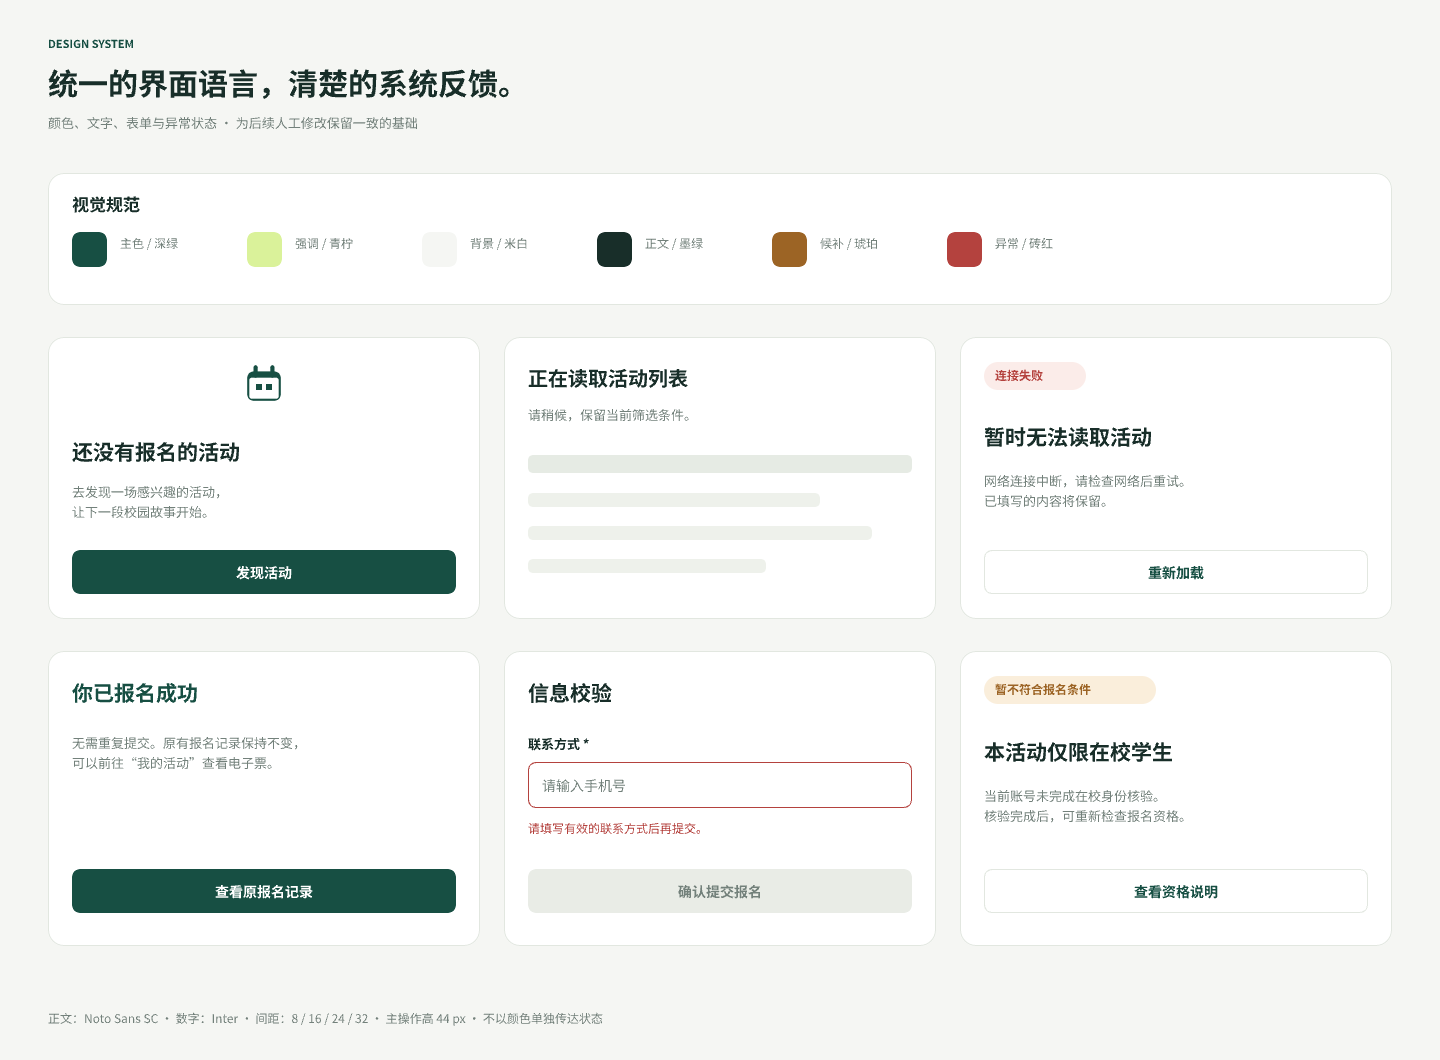 DESIGN SYSTEM
统一的界面语言，清楚的系统反馈。
颜色、文字、表单与异常状态 · 为后续人工修改保留一致的基础
视觉规范
主色 / 深绿
强调 / 青柠
背景 / 米白
正文 / 墨绿
候补 / 琥珀
异常 / 砖红
还没有报名的活动
去发现一场感兴趣的活动，
让下一段校园故事开始。
发现活动
正在读取活动列表
请稍候，保留当前筛选条件。
连接失败
暂时无法读取活动
网络连接中断，请检查网络后重试。
已填写的内容将保留。
重新加载
你已报名成功
无需重复提交。原有报名记录保持不变，
可以前往“我的活动”查看电子票。
查看原报名记录
信息校验
联系方式 *
请输入手机号
请填写有效的联系方式后再提交。
确认提交报名
暂不符合报名条件
本活动仅限在校学生
当前账号未完成在校身份核验。
核验完成后，可重新检查报名资格。
查看资格说明
正文：Noto Sans SC · 数字：Inter · 间距：8 / 16 / 24 / 32 · 主操作高 44 px · 不以颜色单独传达状态